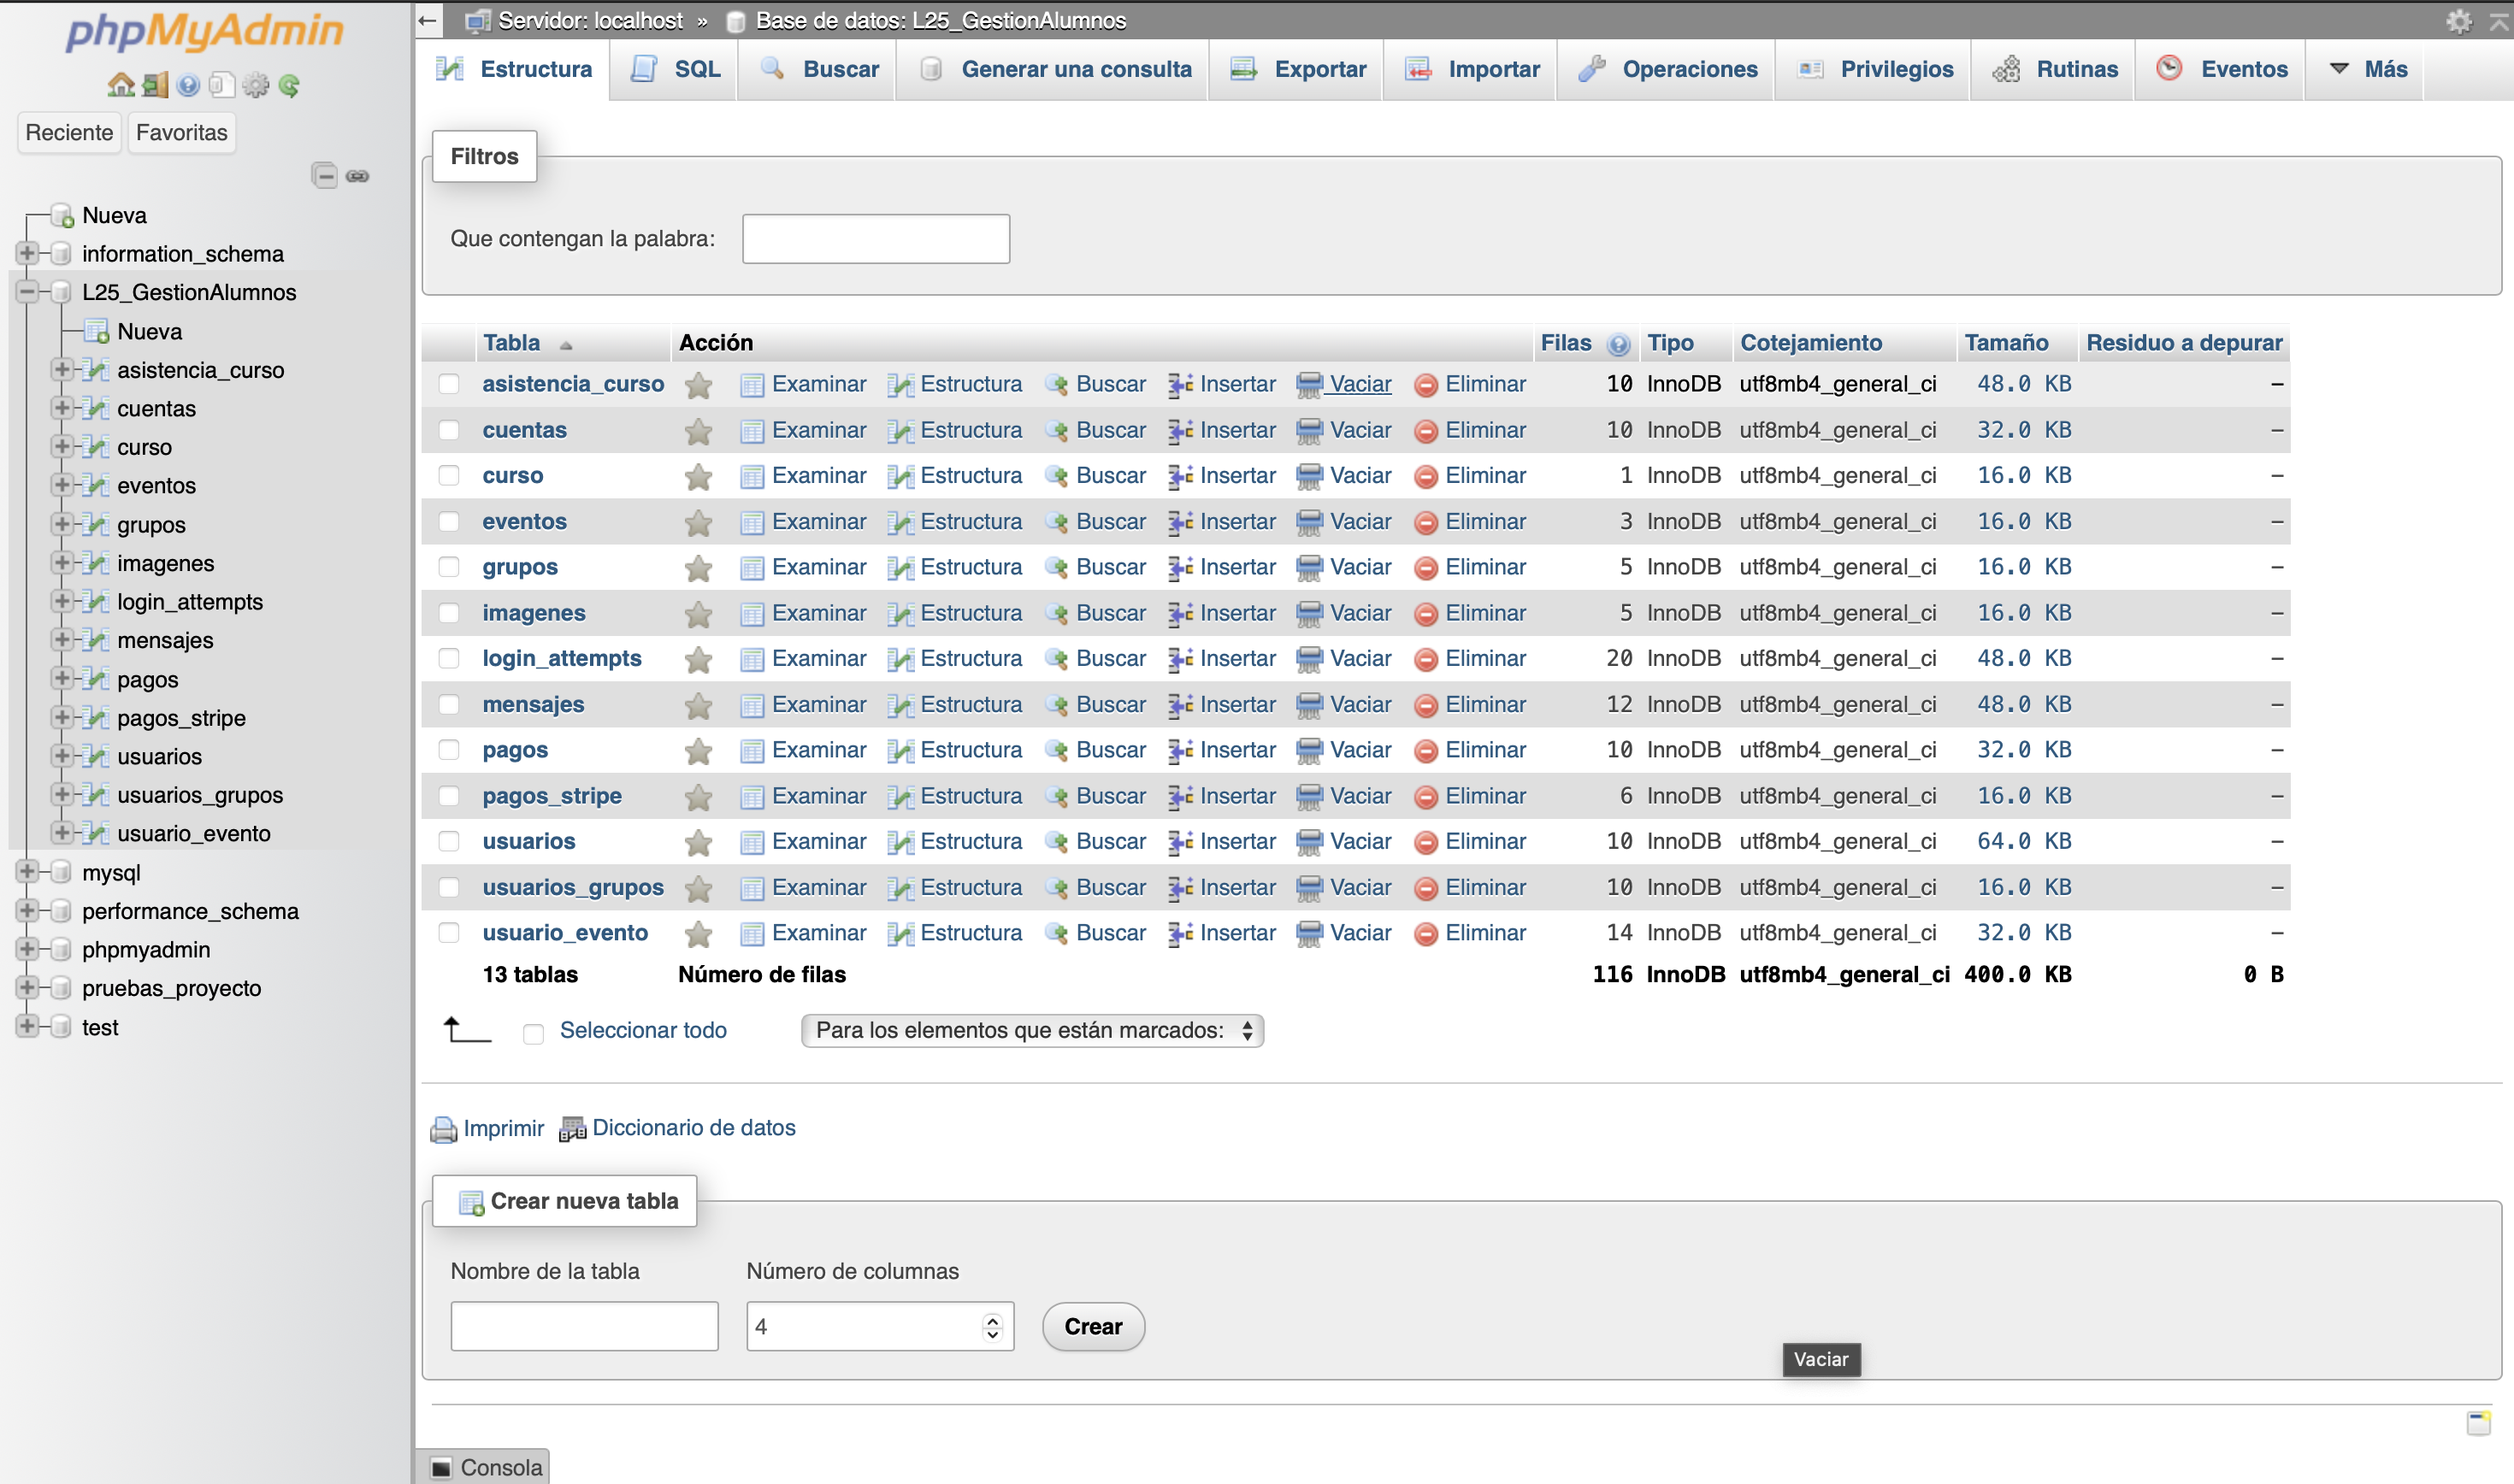 phpMyAdmin
Reciente Favoritas
Nueva
information_schema
L25_GestionAlumnos
Nueva
asistencia_curso
cuentas
curso
eventos
grupos
imagenes
login_attempts
mensajes
pagos
pagos_stripe
usuarios
usuarios_grupos
usuario_evento
mysql
performance_schema
phpmyadmin
pruebas_proyecto
test
Servidor: localhost » Base de datos: L25_GestionAlumnos
Estructura SQL Buscar Generar una consulta Exportar Importar Operaciones Privilegios Rutinas Eventos Más
Filtros
Que contengan la palabra:
Tabla Acción Filas Tipo Cotejamiento Tamaño Residuo a depurar
asistencia_curso Examinar Estructura Buscar Insertar Vaciar Eliminar 10 InnoDB utf8mb4_general_ci 48.0 KB –
cuentas Examinar Estructura Buscar Insertar Vaciar Eliminar 10 InnoDB utf8mb4_general_ci 32.0 KB –
curso Examinar Estructura Buscar Insertar Vaciar Eliminar 1 InnoDB utf8mb4_general_ci 16.0 KB –
eventos Examinar Estructura Buscar Insertar Vaciar Eliminar 3 InnoDB utf8mb4_general_ci 16.0 KB –
grupos Examinar Estructura Buscar Insertar Vaciar Eliminar 5 InnoDB utf8mb4_general_ci 16.0 KB –
imagenes Examinar Estructura Buscar Insertar Vaciar Eliminar 5 InnoDB utf8mb4_general_ci 16.0 KB –
login_attempts Examinar Estructura Buscar Insertar Vaciar Eliminar 20 InnoDB utf8mb4_general_ci 48.0 KB –
mensajes Examinar Estructura Buscar Insertar Vaciar Eliminar 12 InnoDB utf8mb4_general_ci 48.0 KB –
pagos Examinar Estructura Buscar Insertar Vaciar Eliminar 10 InnoDB utf8mb4_general_ci 32.0 KB –
pagos_stripe Examinar Estructura Buscar Insertar Vaciar Eliminar 6 InnoDB utf8mb4_general_ci 16.0 KB –
usuarios Examinar Estructura Buscar Insertar Vaciar Eliminar 10 InnoDB utf8mb4_general_ci 64.0 KB –
usuarios_grupos Examinar Estructura Buscar Insertar Vaciar Eliminar 10 InnoDB utf8mb4_general_ci 16.0 KB –
usuario_evento Examinar Estructura Buscar Insertar Vaciar Eliminar 14 InnoDB utf8mb4_general_ci 32.0 KB –
13 tablas Número de filas 116 InnoDB utf8mb4_general_ci 400.0 KB 0 B
Seleccionar todo Para los elementos que están marcados:
Imprimir Diccionario de datos
Crear nueva tabla
Nombre de la tabla Número de columnas
4 Crear
Vaciar
Consola